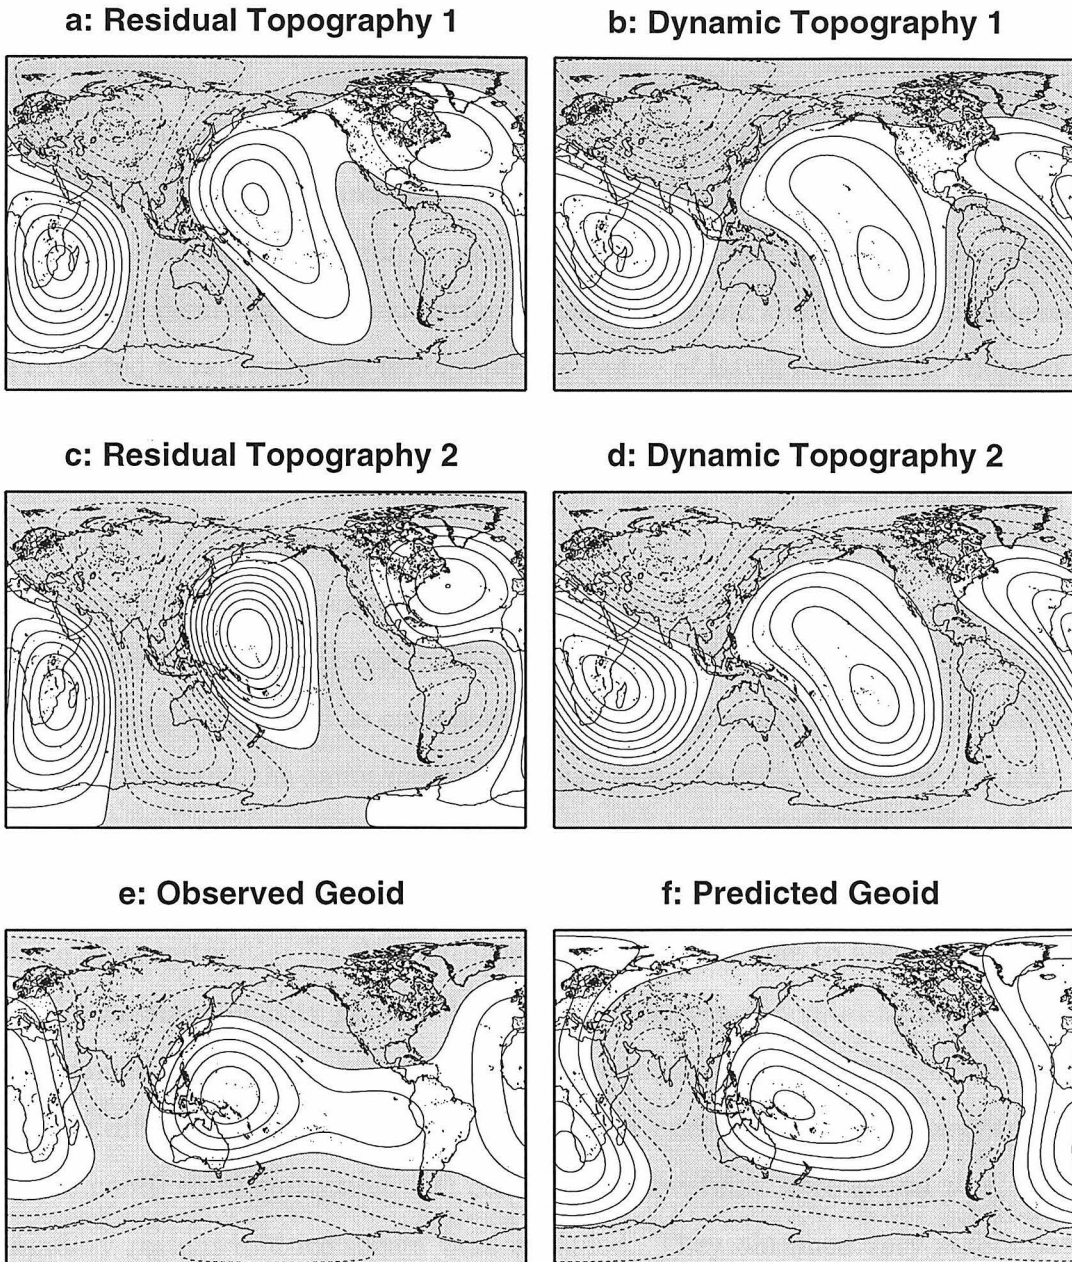 a: Residual Topography 1
b: Dynamic Topography 1
c: Residual Topography 2
d: Dynamic Topography 2
e: Observed Geoid
f: Predicted Geoid